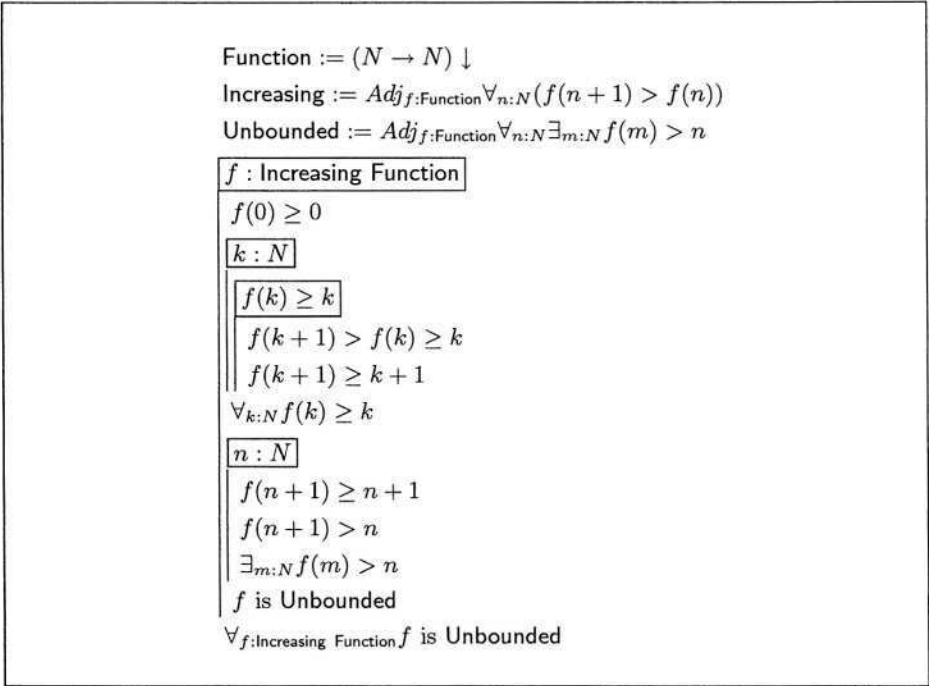 Function := (N → N) ↓
Increasing := Adj_{f:Function}∀_{n:N}(f(n + 1) > f(n))
Unbounded := Adj_{f:Function}∀_{n:N}∃_{m:N}f(m) > n
f : Increasing Function
f(0) ≥ 0
k : N
f(k) ≥ k
f(k + 1) > f(k) ≥ k
f(k + 1) ≥ k + 1
∀_{k:N}f(k) ≥ k
n : N
f(n + 1) ≥ n + 1
f(n + 1) > n
∃_{m:N}f(m) > n
f is Unbounded
∀_{f:Increasing Function}f is Unbounded